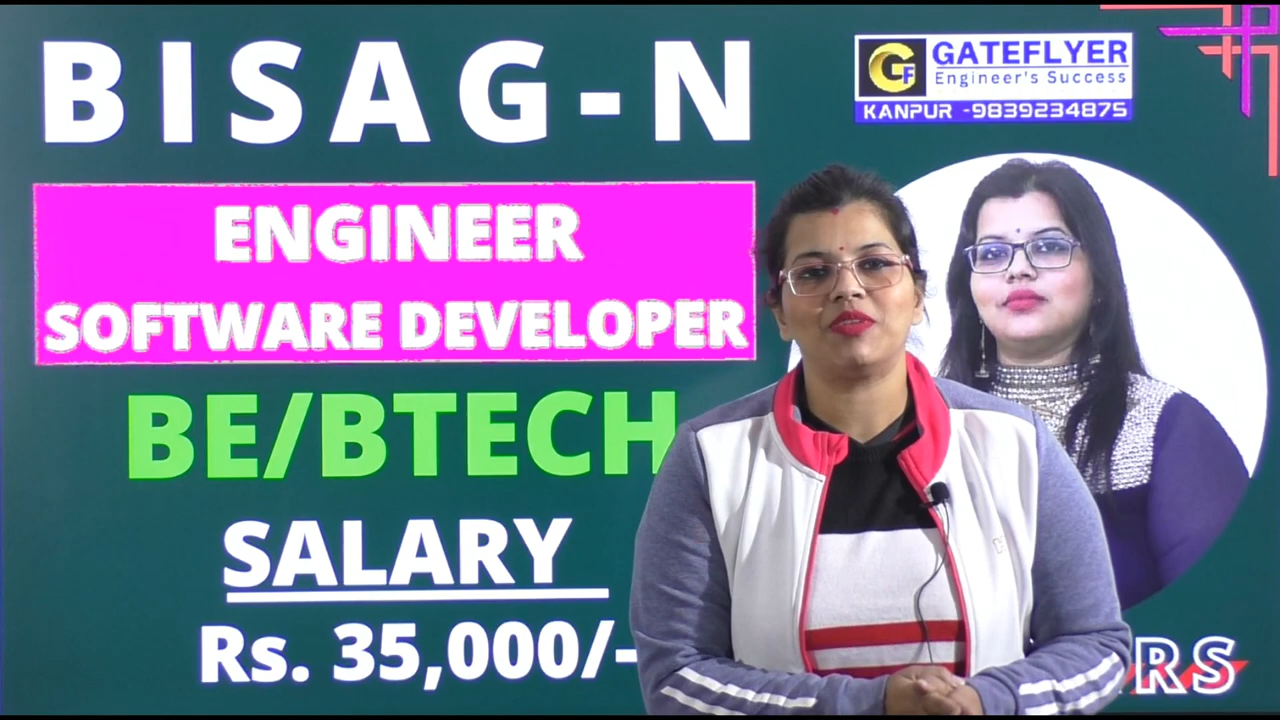 BISAG-N
GATEFLYER
Engineer's Success
KANPUR -9839234875
ENGINEER
SOFTWARE DEVELOPER
BE/BTECH
SALARY
Rs. 35,000/-